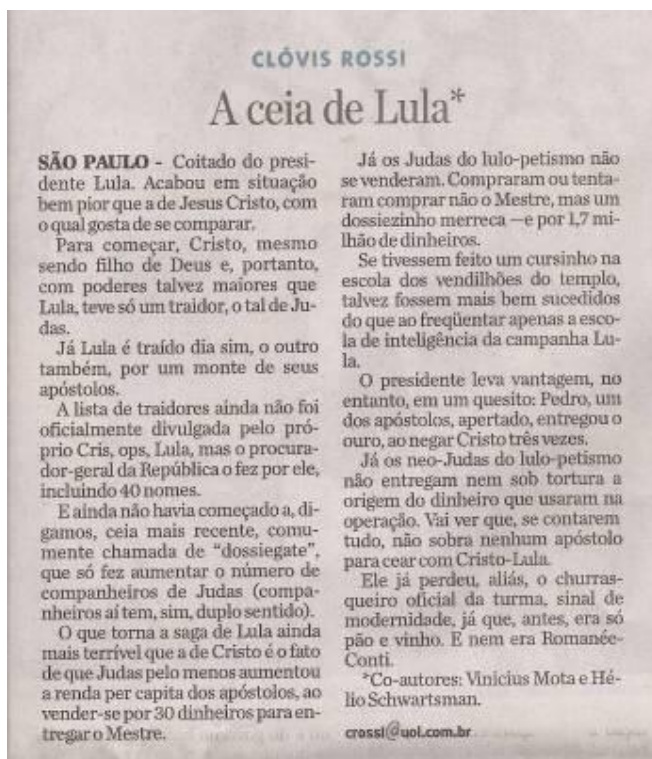 CLÓVIS ROSSI
A ceia de Lula*
SÃO PAULO - Coitado do presi-
dente Lula. Acabou em situação
bem pior que a de Jesus Cristo, com
o qual gosta de se comparar.
Para começar, Cristo, mesmo
sendo filho de Deus e, portanto,
com poderes talvez maiores que
Lula, teve só um traidor, o tal de Ju-
das.
Já Lula é traído dia sim, o outro
também, por um monte de seus
apóstolos.
A lista de traidores ainda não foi
oficialmente divulgada pelo pró-
prio Cris, ops, Lula, mas o procura-
dor-geral da República o fez por ele,
incluindo 40 nomes.
E ainda não havia começado a, di-
gamos, ceia mais recente, comu-
mente chamada de “dossiegate”,
que só fez aumentar o número de
companheiros de Judas (compa-
nheiros aí tem, sim, duplo sentido).
O que torna a saga de Lula ainda
mais terrível que a de Cristo é o fato
de que Judas pelo menos aumentou
a renda per capita dos apóstolos, ao
vender-se por 30 dinheiros para en-
tregar o Mestre.
Já os Judas do lulo-petismo não
se venderam. Compraram ou tenta-
ram comprar não o Mestre, mas um
dossiezinho merreca —e por 1,7 mi-
lhão de dinheiros.
Se tivessem feito um cursinho na
escola dos vendilhões do templo,
talvez fossem mais bem sucedidos
do que ao freqüentar apenas a esco-
la de inteligência da campanha Lu-
la.
O presidente leva vantagem, no
entanto, em um quesito: Pedro, um
dos apóstolos, apertado, entregou o
ouro, ao negar Cristo três vezes.
Já os neo-Judas do lulo-petismo
não entregam nem sob tortura a
origem do dinheiro que usaram na
operação. Vai ver que, se contarem
tudo, não sobra nenhum apóstolo
para cear com Cristo-Lula.
Ele já perdeu, aliás, o churras-
queiro oficial da turma, sinal de
modernidade, já que, antes, era só
pão e vinho. E nem era Romanée-
Conti.
*Co-autores: Vinicius Mota e Hé-
lio Schwartsman.
crossi@uol.com.br